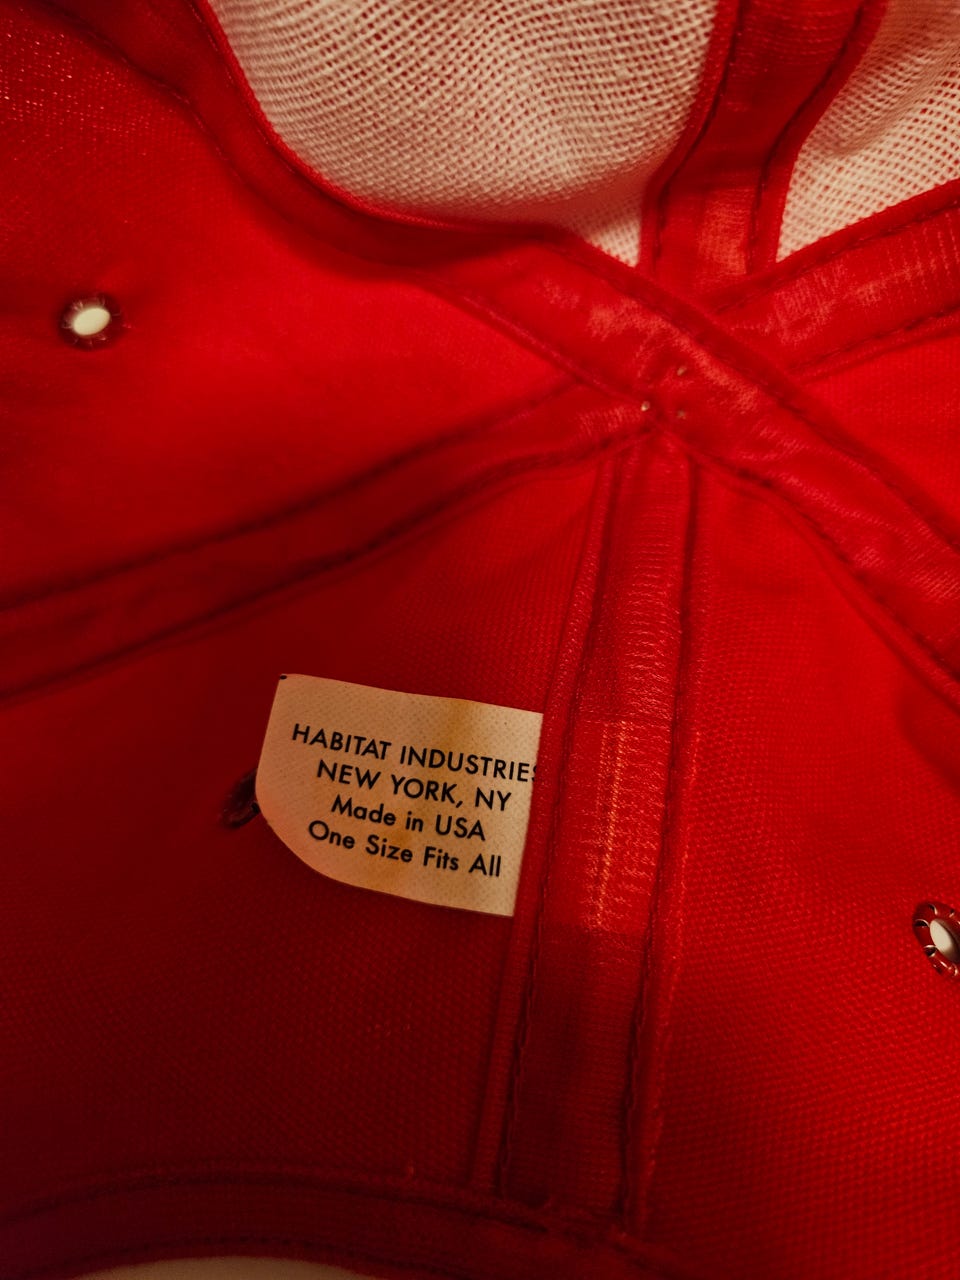 HABITAT INDUSTRIES
NEW YORK, NY
Made in USA
One Size Fits All